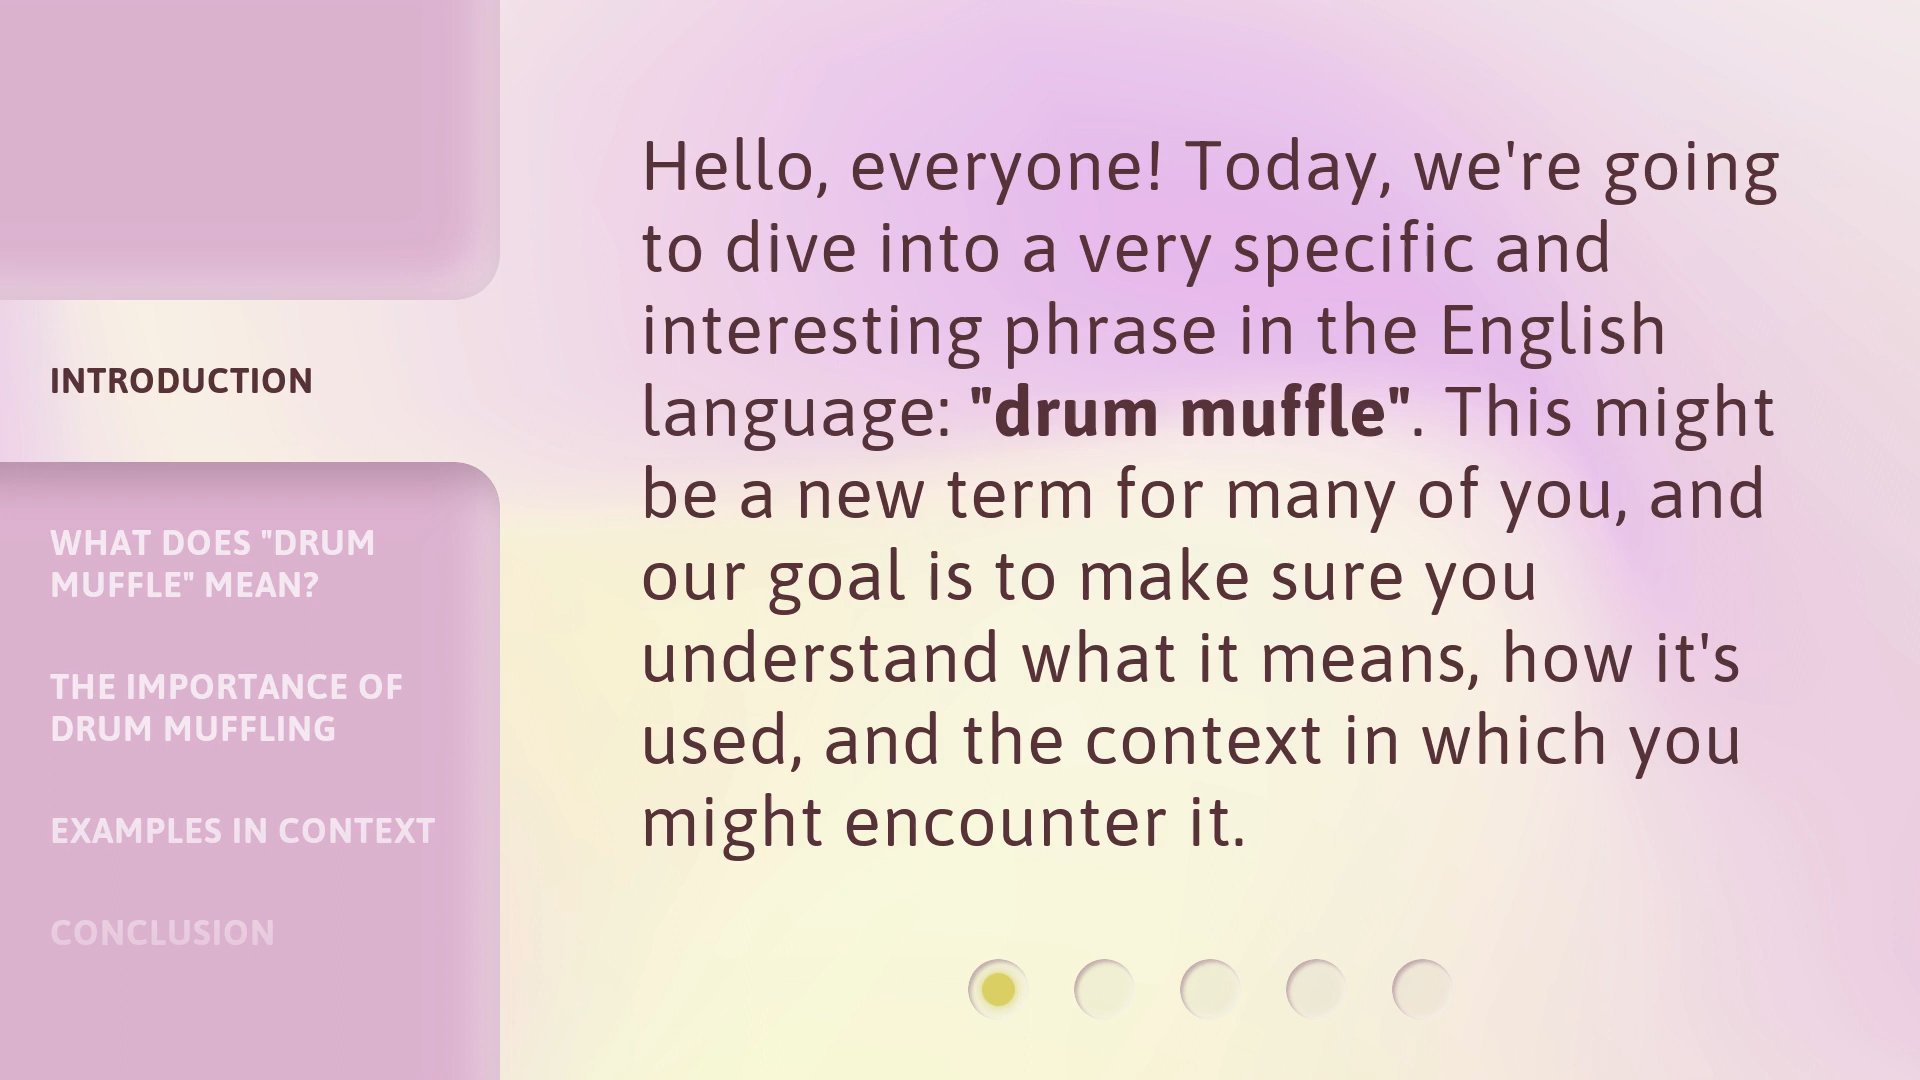 INTRODUCTION
WHAT DOES "DRUM
MUFFLE" MEAN?
THE IMPORTANCE OF
DRUM MUFFLING
EXAMPLES IN CONTEXT
CONCLUSION
Hello, everyone! Today, we're going
to dive into a very specific and
interesting phrase in the English
language: "drum muffle". This might
be a new term for many of you, and
our goal is to make sure you
understand what it means, how it's
used, and the context in which you
might encounter it.